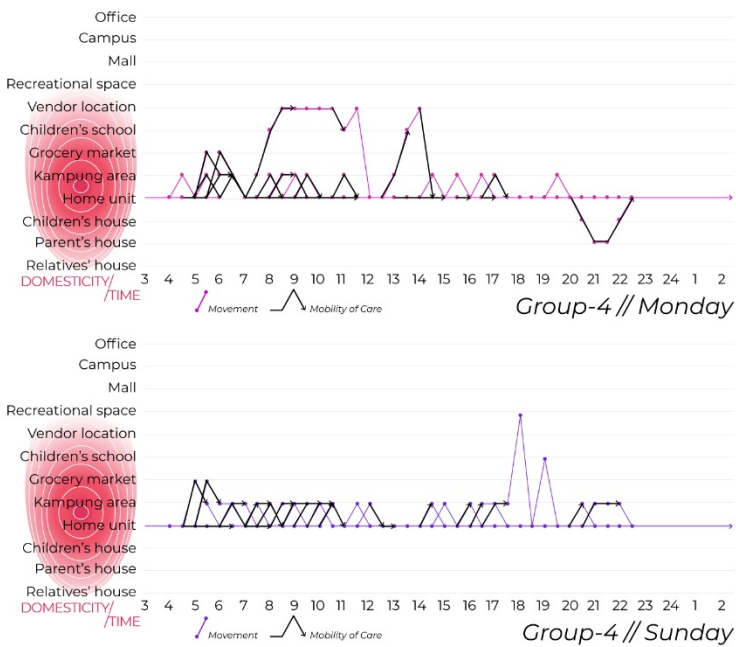 Office
Campus
Mall
Recreational space
Vendor location
Children's school
Grocery market
Kampung area
Home unit
Children's house
Parent's house
Relatives' house
DOMESTICITY/
/TIME
3 4 5 6 7 8 9 10 11 12 13 14 15 16 17 18 19 20 21 22 23 24 1 2
Movement
Mobility of Care
Group-4 // Monday
Office
Campus
Mall
Recreational space
Vendor location
Children's school
Grocery market
Kampung area
Home unit
Children's house
Parent's house
Relatives' house
DOMESTICITY/
/TIME
3 4 5 6 7 8 9 10 11 12 13 14 15 16 17 18 19 20 21 22 23 24 1 2
Movement
Mobility of Care
Group-4 // Sunday